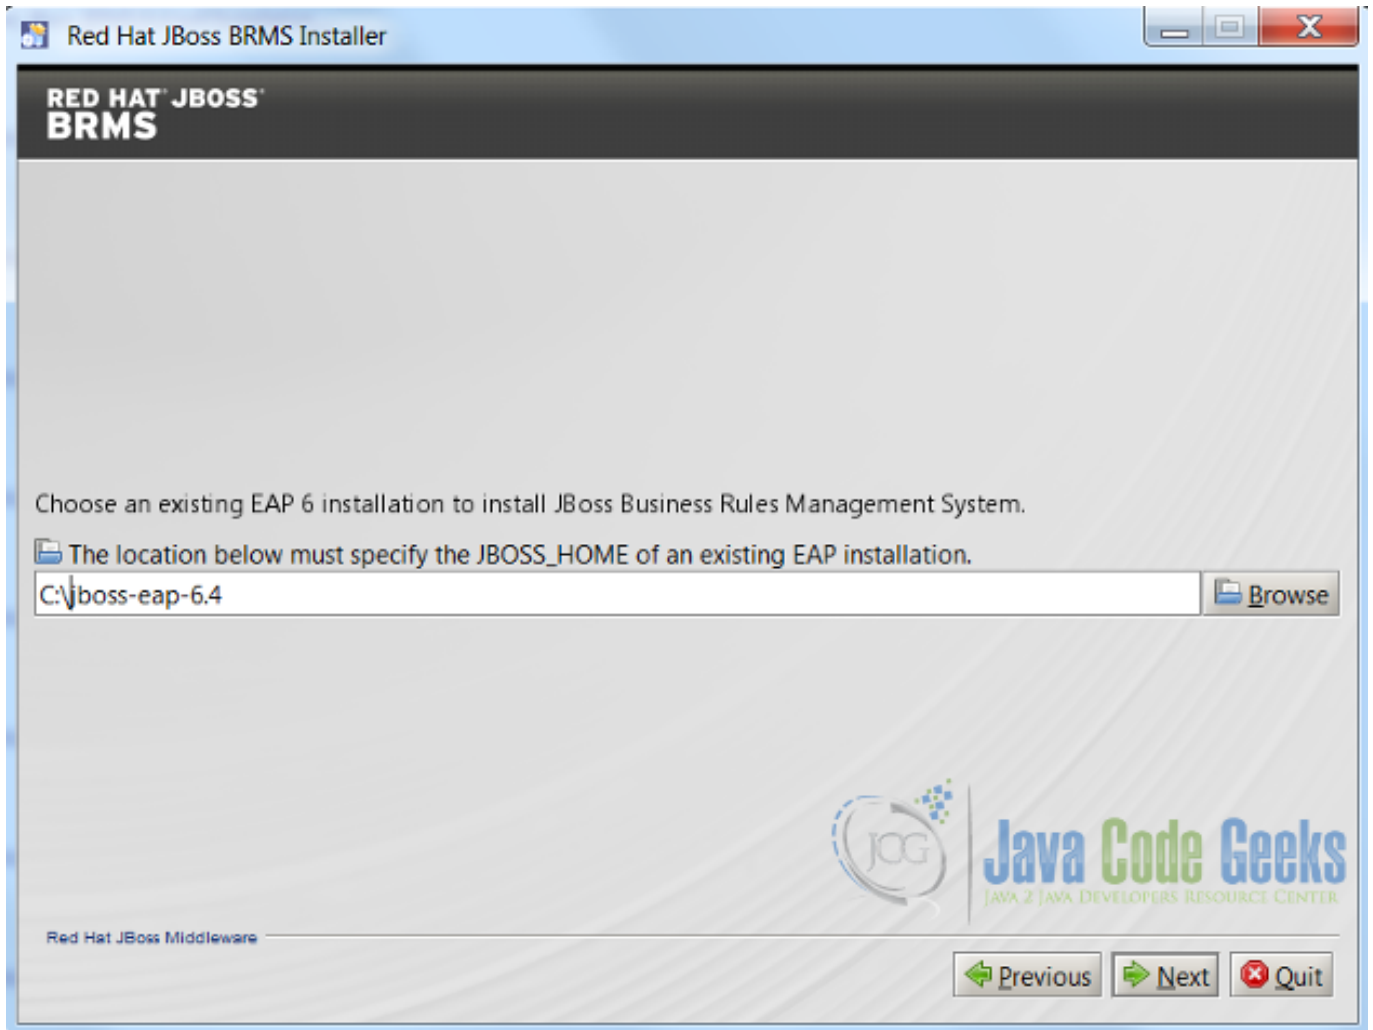 Red Hat JBoss BRMS Installer
RED HAT JBOSS
BRMS
Choose an existing EAP 6 installation to install JBoss Business Rules Management System.
The location below must specify the JBOSS_HOME of an existing EAP installation.
C:\jboss-eap-6.4
Browse
JCG
Java Code Geeks
JAVA 2 JAVA DEVELOPERS RESOURCE CENTER
Red Hat JBoss Middleware
Previous
Next
Quit